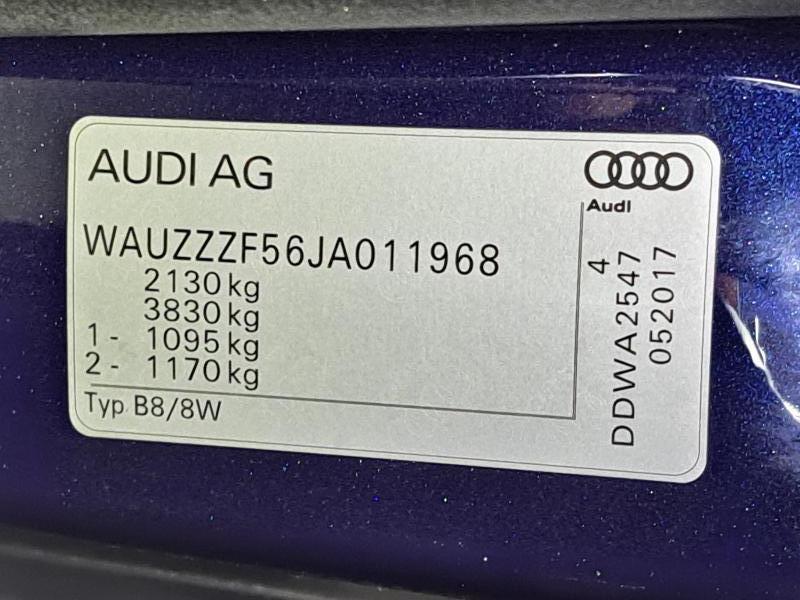 AUDI AG
Audi
WAUZZZF56JA011968
2130 kg
3830 kg
1 - 1095 kg
2 - 1170 kg
Typ B8/8W
4
DDWA2547
052017